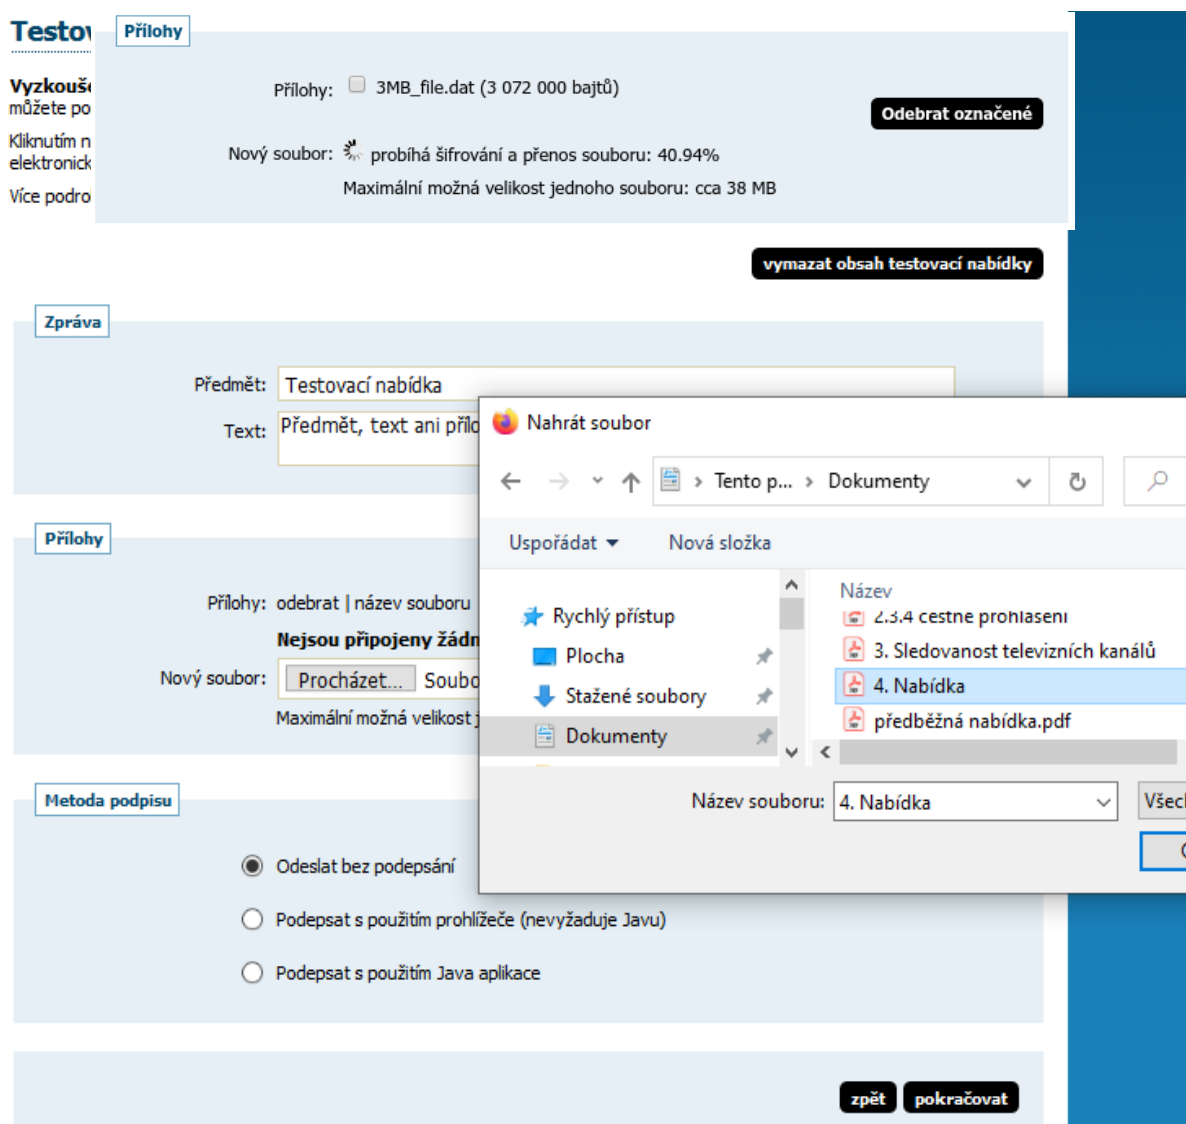 Testov
Přílohy
Vyzkouše
můžete po
Kliknutím n
elektronick
Více podro
Přílohy: 3MB_file.dat (3 072 000 bajtů)
Odebrat označené
Nový soubor: probíhá šifrování a přenos souboru: 40.94%
Maximální možná velikost jednoho souboru: cca 38 MB
vymazat obsah testovací nabídky
Zpráva
Předmět: Testovací nabídka
Text: Předmět, text ani přílo
Přílohy
Přílohy: odebrat | název souboru
Nejsou připojeny žádn
Nový soubor: Procházet... Soubo
Maximální možná velikost j
Nahrát soubor
Tento p... › Dokumenty
Uspořádat Nová složka
Rychlý přístup
Plocha
Stažené soubory
Dokumenty
Název
2.3.4 cestne prohlaseni
3. Sledovanost televizních kanálů
4. Nabídka
předběžná nabídka.pdf
Název souboru: 4. Nabídka
Všech
Metoda podpisu
Odeslat bez podepsání
Podepsat s použitím prohlížeče (nevyžaduje Javu)
Podepsat s použitím Java aplikace
zpět pokračovat